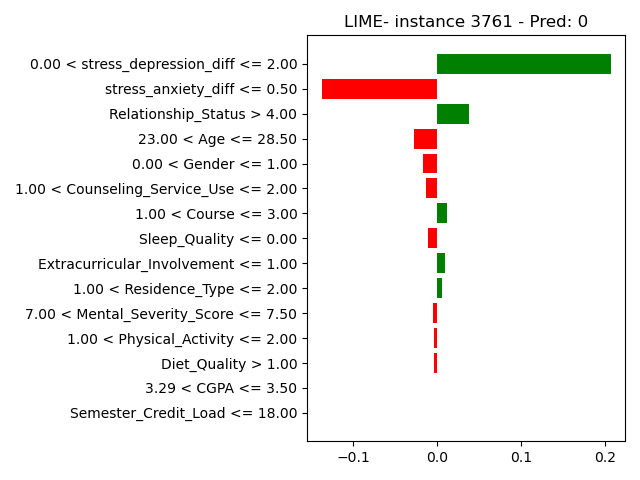 LIME- instance 3761 - Pred: 0
0.00 < stress_depression_diff <= 2.00
stress_anxiety_diff <= 0.50
Relationship_Status > 4.00
23.00 < Age <= 28.50
0.00 < Gender <= 1.00
1.00 < Counseling_Service_Use <= 2.00
1.00 < Course <= 3.00
Sleep_Quality <= 0.00
Extracurricular_Involvement <= 1.00
1.00 < Residence_Type <= 2.00
7.00 < Mental_Severity_Score <= 7.50
1.00 < Physical_Activity <= 2.00
Diet_Quality > 1.00
3.29 < CGPA <= 3.50
Semester_Credit_Load <= 18.00
−0.1 0.0 0.1 0.2